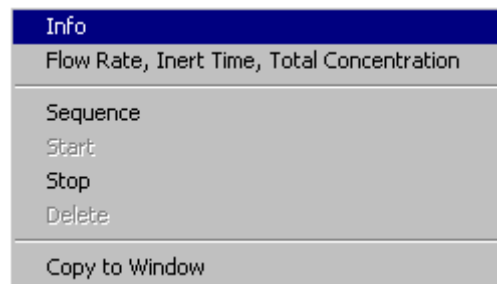 Info
Flow Rate, Inert Time, Total Concentration
Sequence
Start
Stop
Delete
Copy to Window